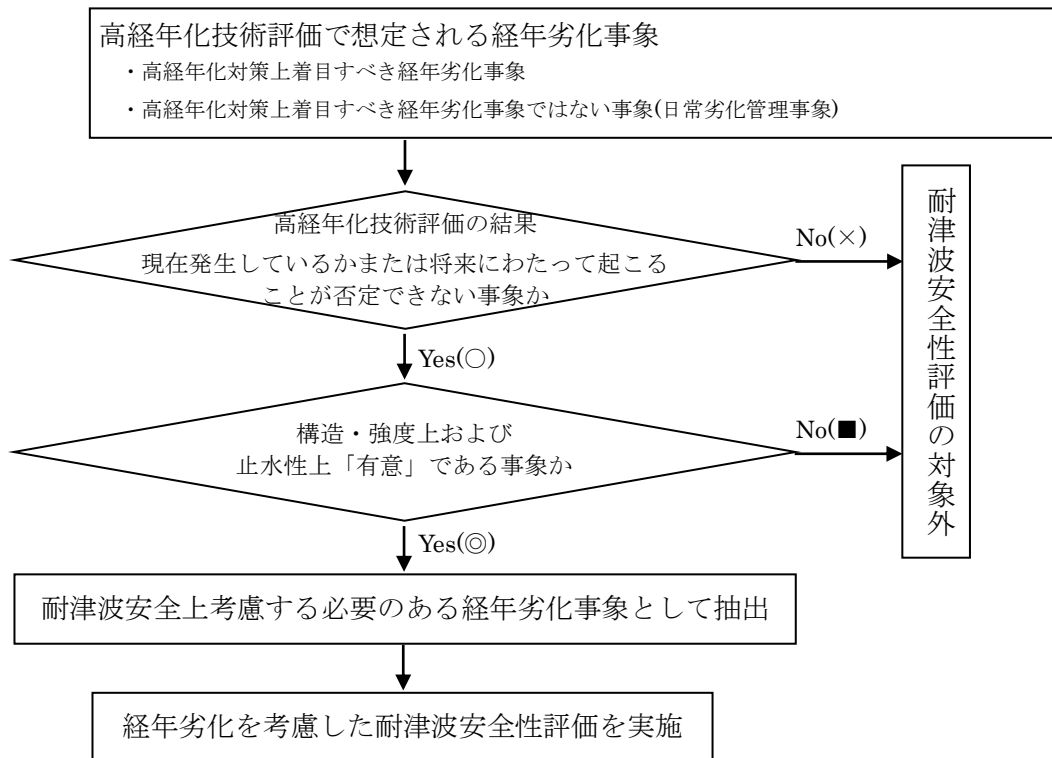 高経年化技術評価で想定される経年劣化事象
・高経年化対策上着目すべき経年劣化事象
・高経年化対策上着目すべき経年劣化事象ではない事象(日常劣化管理事象)
高経年化技術評価の結果
現在発生しているかまたは将来にわたって起こる
ことが否定できない事象か
No(×)
Yes(○)
構造・強度上および
止水性上「有意」である事象か
No(■)
Yes(◎)
耐津波安全性評価の対象外
耐津波安全上考慮する必要のある経年劣化事象として抽出
経年劣化を考慮した耐津波安全性評価を実施